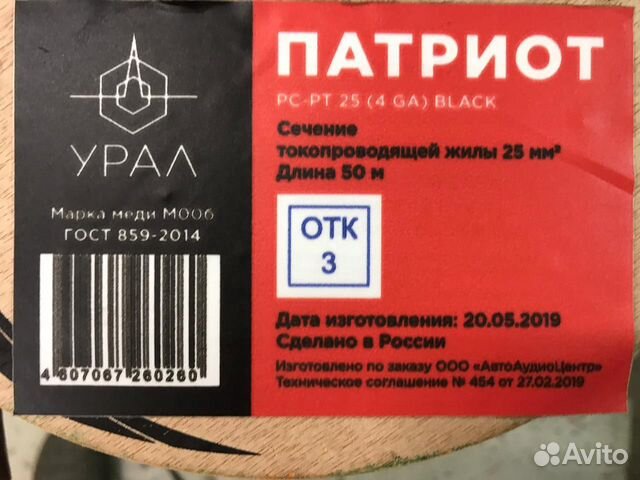 УРАЛ
Марка меди М00б
ГОСТ 859-2014
4 607067 260260
ПАТРИОТ
PC-PT 25 (4 GA) BLACK
Сечение
токопроводящей жилы 25 мм²
Длина 50 м
ОТК
3
Дата изготовления: 20.05.2019
Сделано в России
Изготовлено по заказу ООО «АвтоАудиоЦентр»
Техническое соглашение № 454 от 27.02.2019
Avito